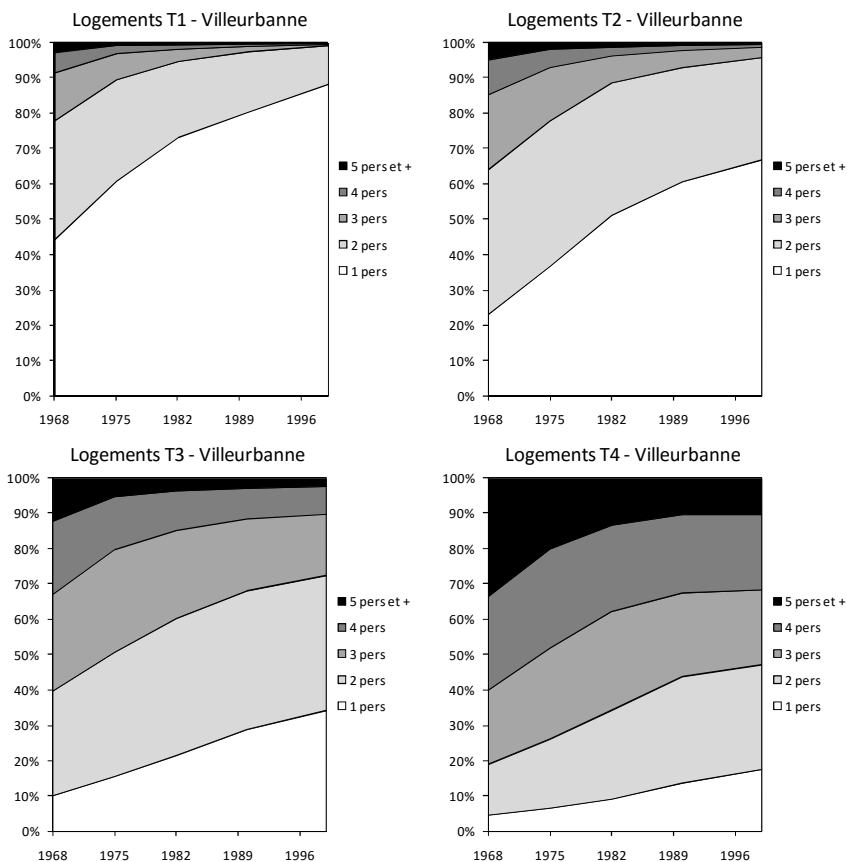 Logements T1 - Villeurbanne
100%
90%
80%
70%
60%
50%
40%
30%
20%
10%
0%
1968 1975 1982 1989 1996
5 pers et +
4 pers
3 pers
2 pers
1 pers
Logements T2 - Villeurbanne
100%
90%
80%
70%
60%
50%
40%
30%
20%
10%
0%
1968 1975 1982 1989 1996
5 pers et +
4 pers
3 pers
2 pers
1 pers
Logements T3 - Villeurbanne
100%
90%
80%
70%
60%
50%
40%
30%
20%
10%
0%
1968 1975 1982 1989 1996
5 pers et +
4 pers
3 pers
2 pers
1 pers
Logements T4 - Villeurbanne
100%
90%
80%
70%
60%
50%
40%
30%
20%
10%
0%
1968 1975 1982 1989 1996
5 pers et +
4 pers
3 pers
2 pers
1 pers